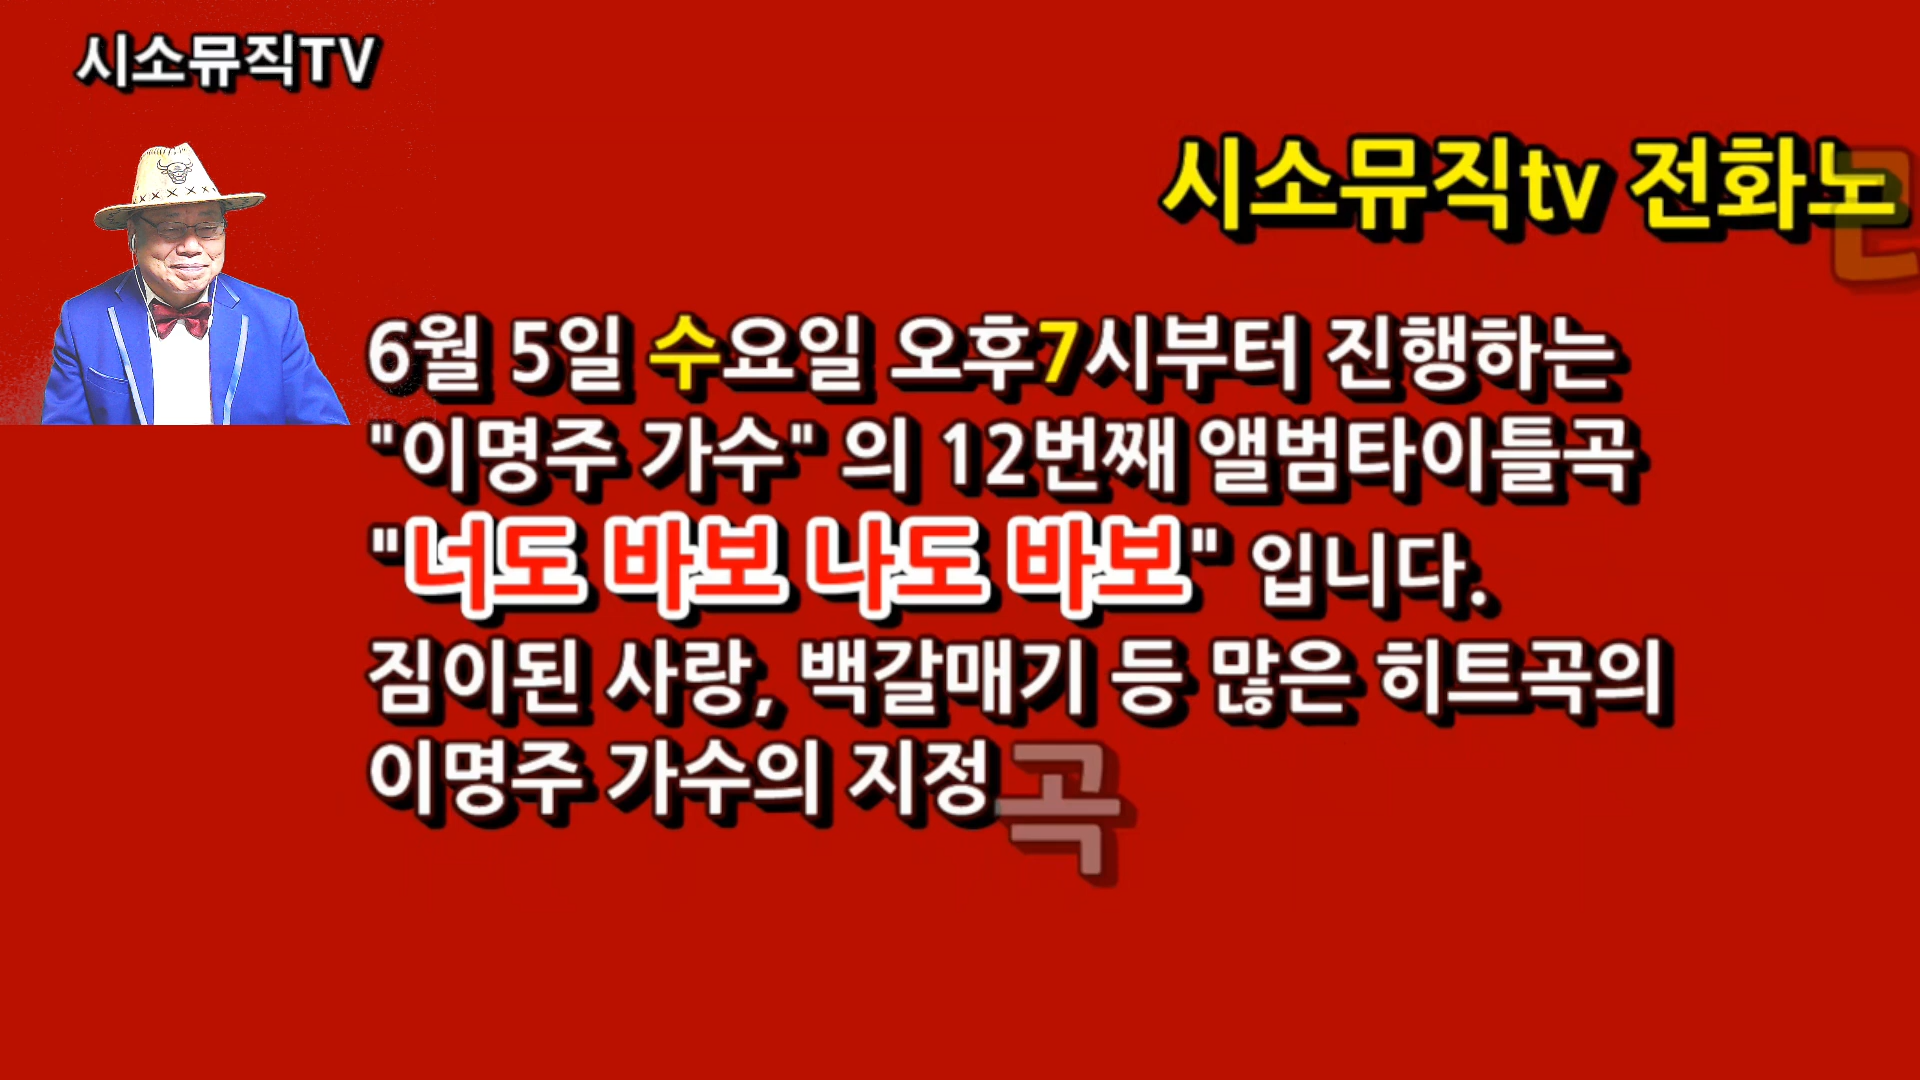 시소뮤직TV
시소뮤직tv 전화노
6월 5일 수요일 오후7시부터 진행하는
"이명주 가수" 의 12번째 앨범타이틀곡
"너도 바보 나도 바보" 입니다.
짐이된 사랑, 백갈매기 등 많은 히트곡의
이명주 가수의 지정곡